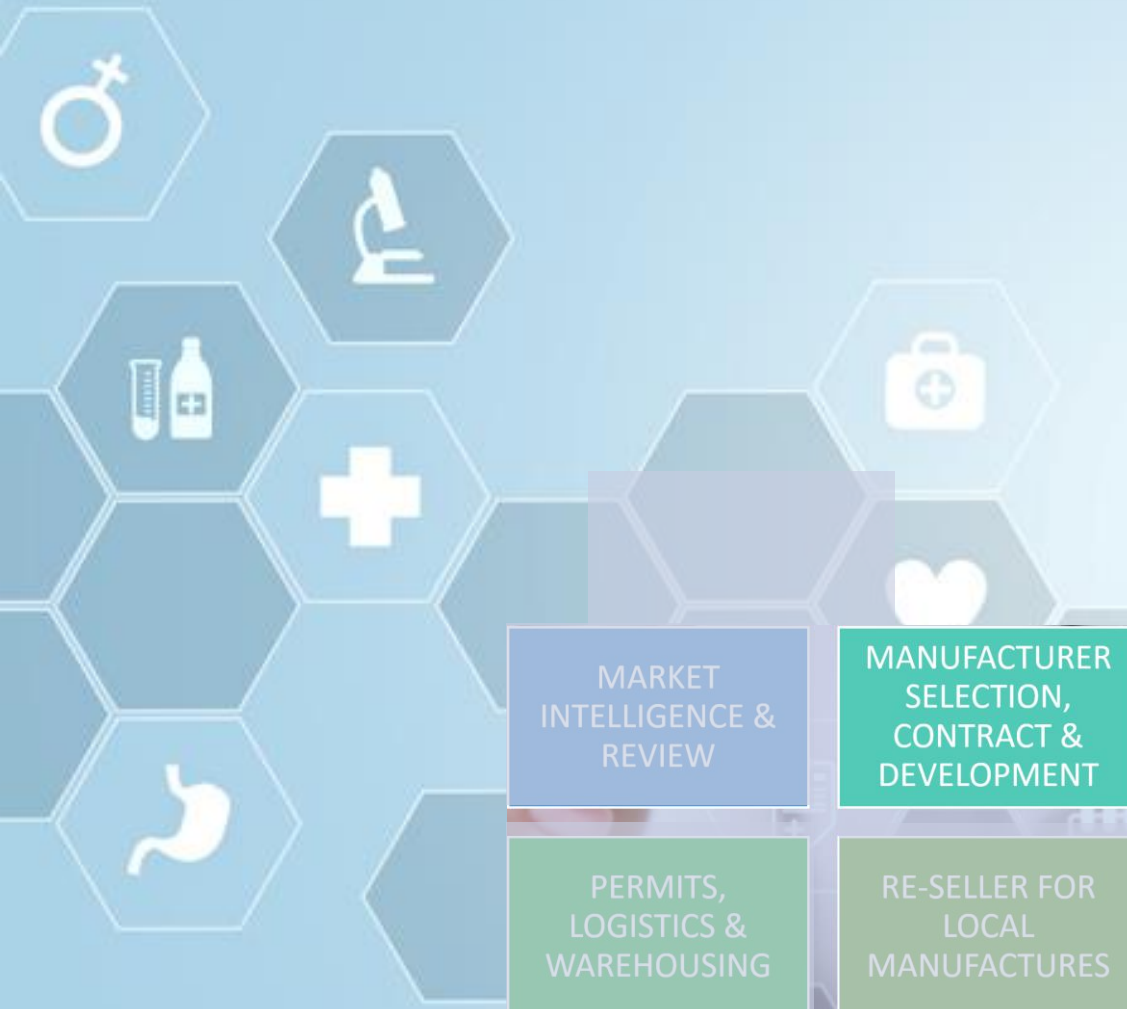 MARKET
INTELLIGENCE &
REVIEW
MANUFACTURER
SELECTION,
CONTRACT &
DEVELOPMENT
PERMITS,
LOGISTICS &
WAREHOUSING
RE-SELLER FOR
LOCAL
MANUFACTURES